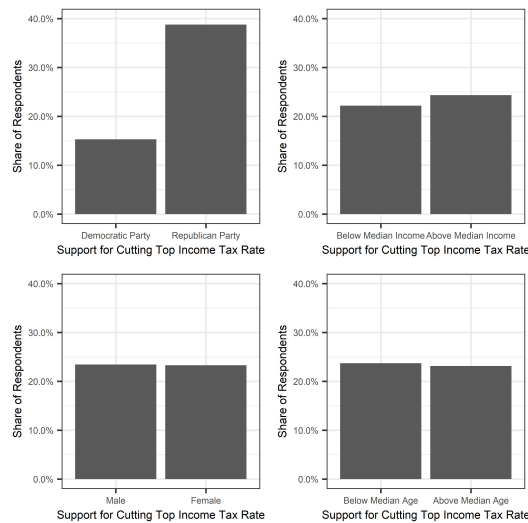 Share of Respondents
40.0%
30.0%
20.0%
10.0%
0.0%
Democratic Party Republican Party
Support for Cutting Top Income Tax Rate
Share of Respondents
40.0%
30.0%
20.0%
10.0%
0.0%
Below Median Income Above Median Income
Support for Cutting Top Income Tax Rate
Share of Respondents
40.0%
30.0%
20.0%
10.0%
0.0%
Male Female
Support for Cutting Top Income Tax Rate
Share of Respondents
40.0%
30.0%
20.0%
10.0%
0.0%
Below Median Age Above Median Age
Support for Cutting Top Income Tax Rate